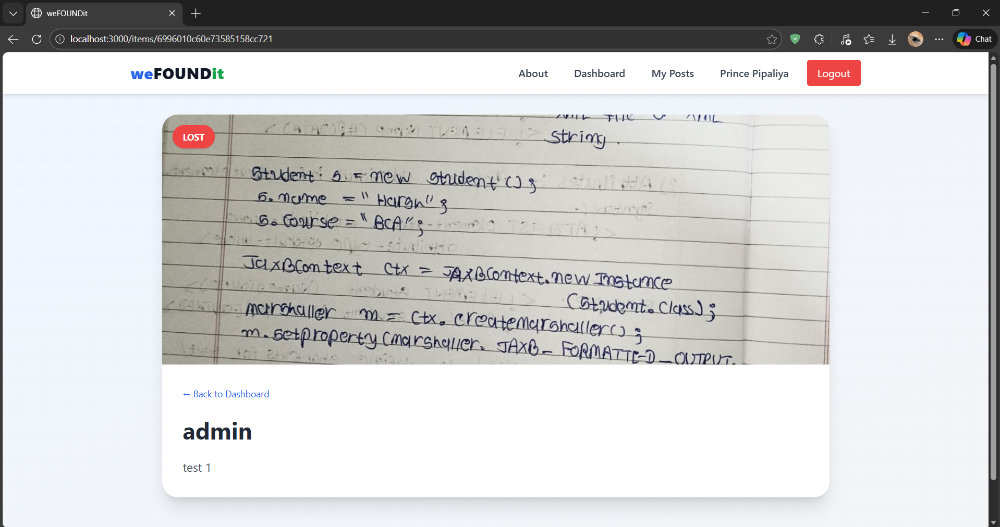 weFOUNDit
localhost:3000/items/6996010c60e73585158cc721
Chat
weFOUNDit
About
Dashboard
My Posts
Prince Pipaliya
Logout
LOST
string.
Student s = new student();
s.name = "Harsh";
s.Course = "BCA";
JaxBContext ctx = JAXBContext.newInstance
(Student.Class);
marshaller m = ctx.createmarshaller();
m.setproperty(marshaller.JAXB_FORMATTED_OUTPUT.
← Back to Dashboard
admin
test 1